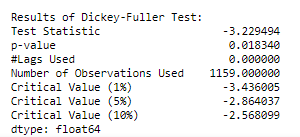 Results of Dickey-Fuller Test:
Test Statistic -3.229494
p-value 0.018340
#Lags Used 0.000000
Number of Observations Used 1159.000000
Critical Value (1%) -3.436005
Critical Value (5%) -2.864037
Critical Value (10%) -2.568099
dtype: float64